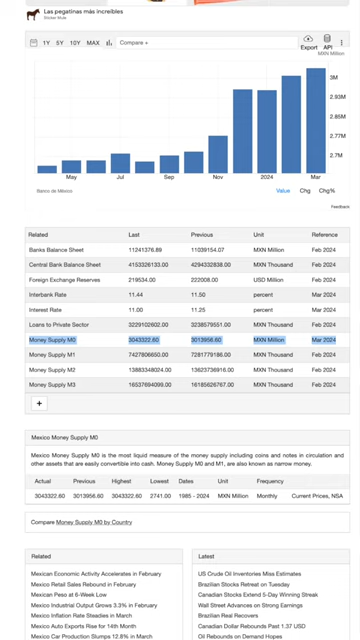 Las pegatinas más increíbles
Sticker Mule
1Y 5Y 10Y MAX Compare +
Export API
MXN Million
3M
2.93M
2.85M
2.77M
2.7M
May Jul Sep Nov 2024 Mar
Banco de México
Value Chg Chg%
Feedback
Related Last Previous Unit Reference
Banks Balance Sheet 11241376.89 11039154.07 MXN Million Feb 2024
Central Bank Balance Sheet 4153326133.00 4294332838.00 MXN Thousand Feb 2024
Foreign Exchange Reserves 219534.00 222008.00 USD Million Feb 2024
Interbank Rate 11.44 11.50 percent Mar 2024
Interest Rate 11.00 11.25 percent Mar 2024
Loans to Private Sector 3229102602.00 3238579551.00 MXN Thousand Feb 2024
Money Supply M0 3043322.60 3013956.60 MXN Million Mar 2024
Money Supply M1 7427806650.00 7281779186.00 MXN Thousand Feb 2024
Money Supply M2 13883348024.00 13623736916.00 MXN Thousand Feb 2024
Money Supply M3 16537694099.00 16185626767.00 MXN Thousand Feb 2024
+
Mexico Money Supply M0
Mexico Money Supply M0 is the most liquid measure of the money supply including coins and notes in circulation and
other assets that are easily convertible into cash. Money Supply M0 and M1, are also known as narrow money.
Actual Previous Highest Lowest Dates Unit Frequency
3043322.60 3013956.60 3043322.60 2741.00 1985 - 2024 MXN Million Monthly Current Prices, NSA
Compare Money Supply M0 by Country
Related Latest
Mexican Economic Activity Accelerates in February US Crude Oil Inventories Miss Estimates
Mexico Retail Sales Rebound in February Brazilian Stocks Retreat on Tuesday
Mexican Peso at 6-Week Low Canadian Stocks Extend 5-Day Winning Streak
Mexico Industrial Output Grows 3.3% in February Wall Street Advances on Strong Earnings
Mexico Inflation Rate Steadies in March Brazilian Real Recovers
Mexico Auto Exports Rise for 14th Month Canadian Dollar Rebounds Past 1.37 USD
Mexico Car Production Slumps 12.8% in March Oil Rebounds on Demand Hopes